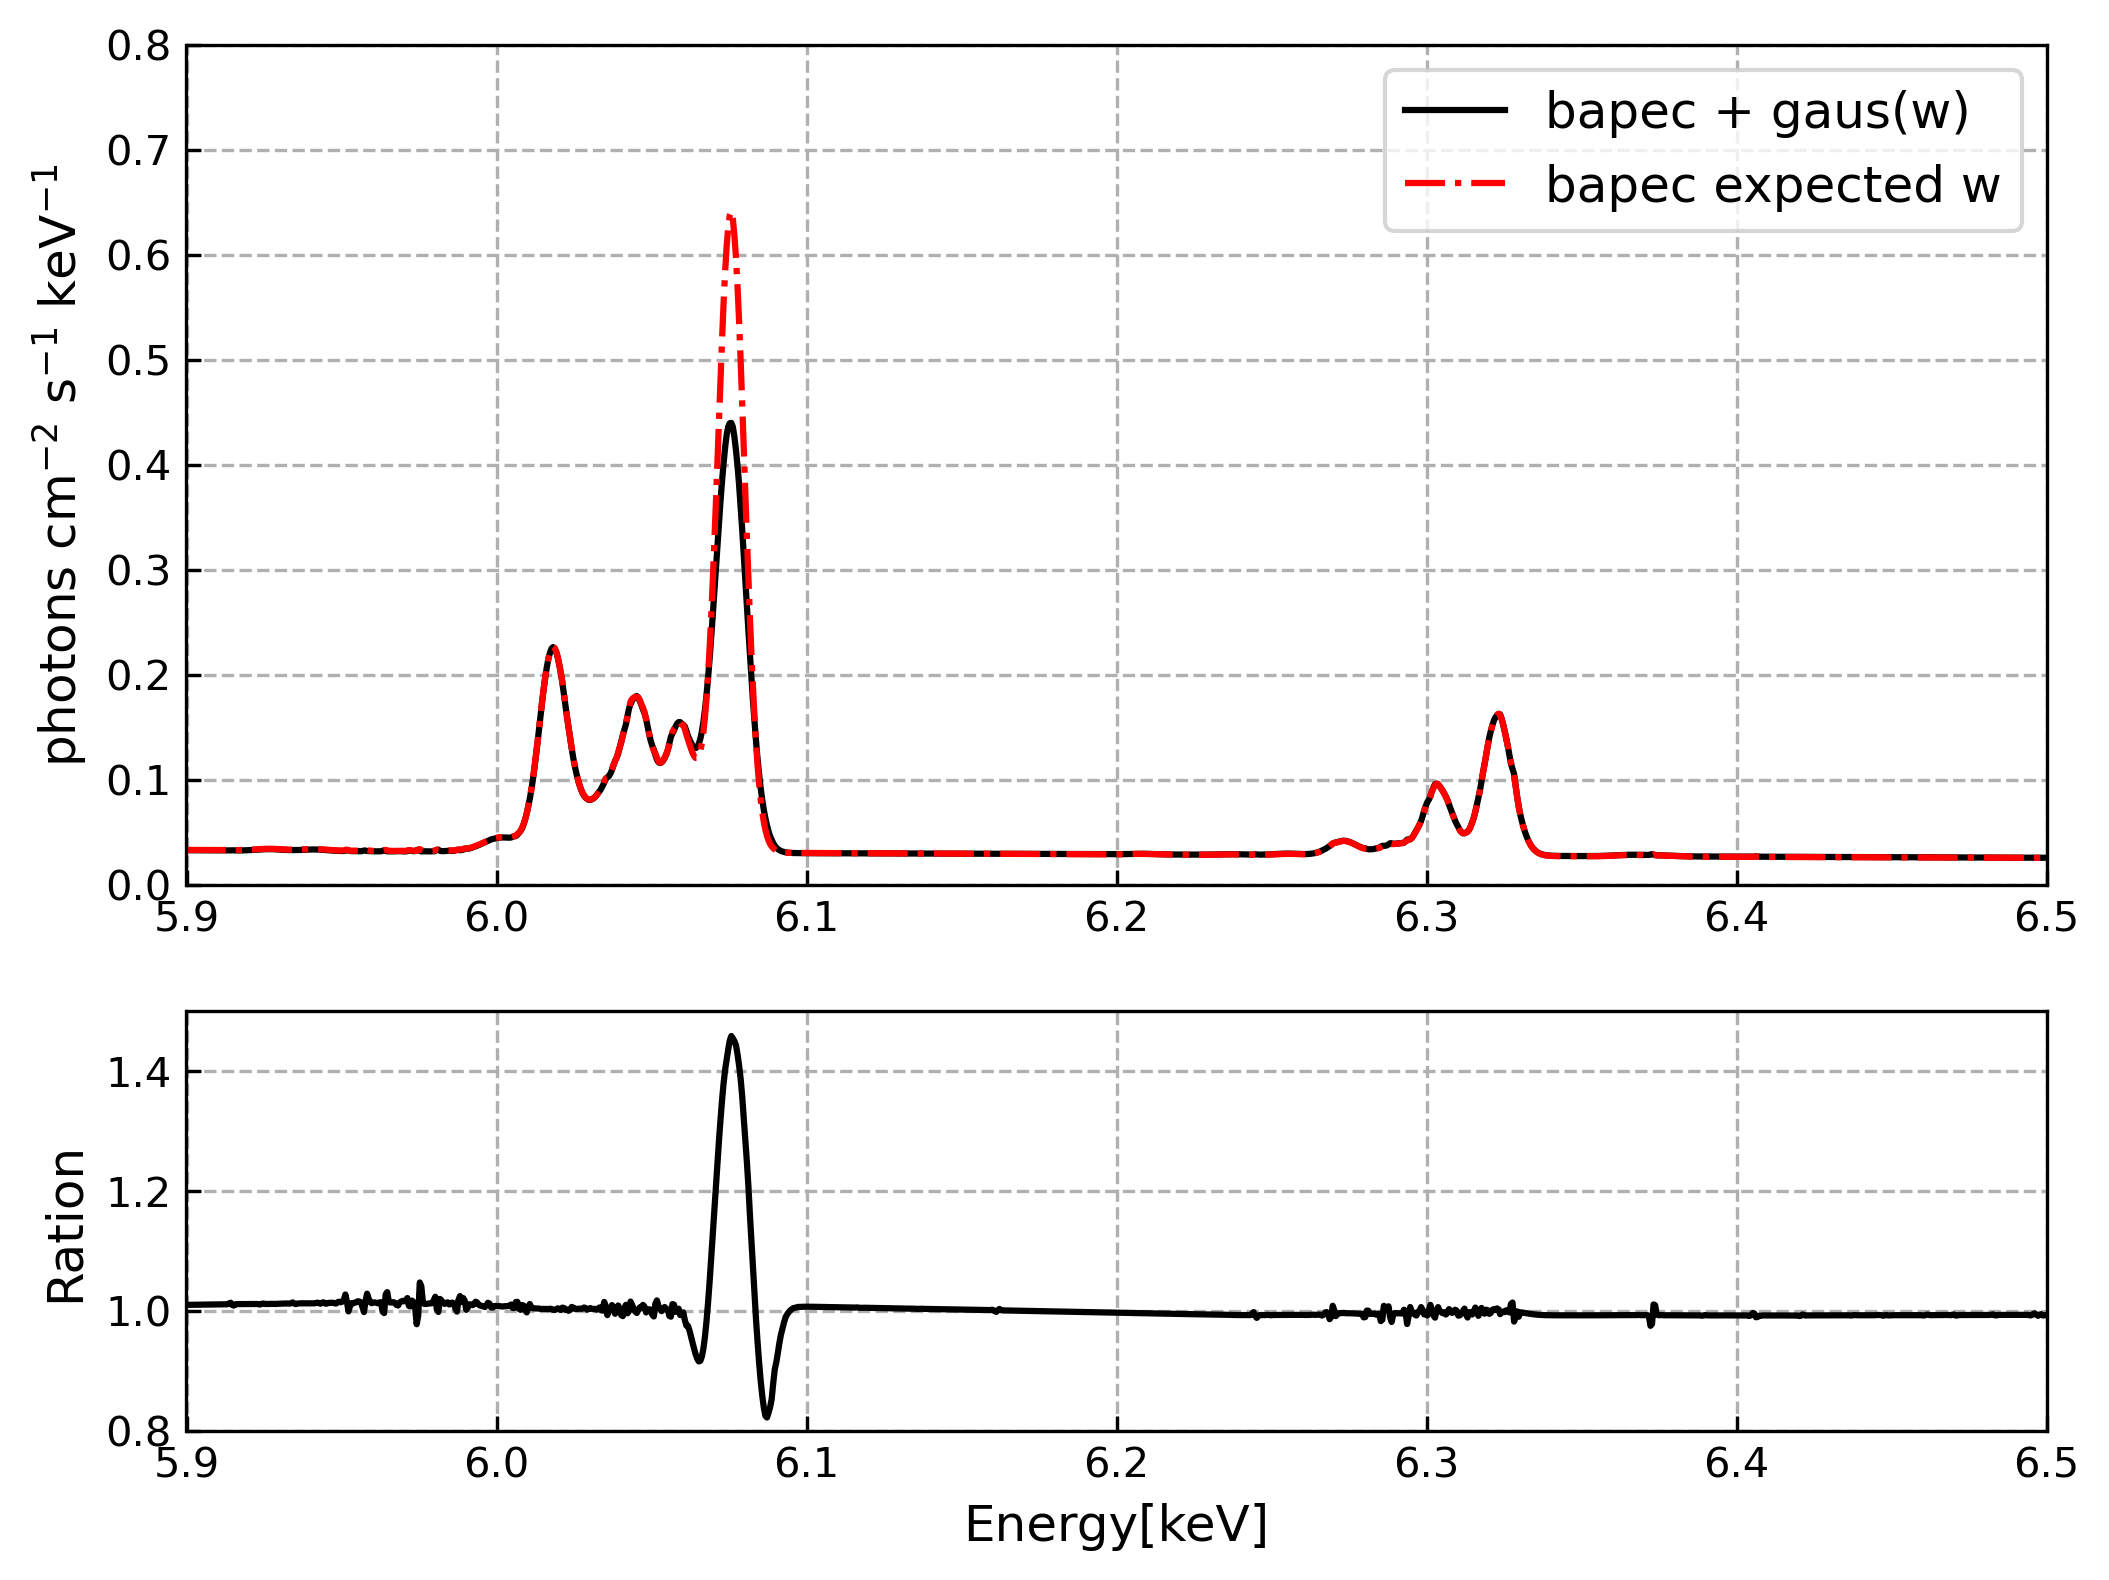 0.8
0.7
0.6
0.5
0.4
0.3
0.2
0.1
0.0
photons cm⁻² s⁻¹ keV⁻¹
bapec + gaus(w)
bapec expected w
5.9 6.0 6.1 6.2 6.3 6.4 6.5
1.4
1.2
1.0
0.8
Ration
5.9 6.0 6.1 6.2 6.3 6.4 6.5
Energy[keV]